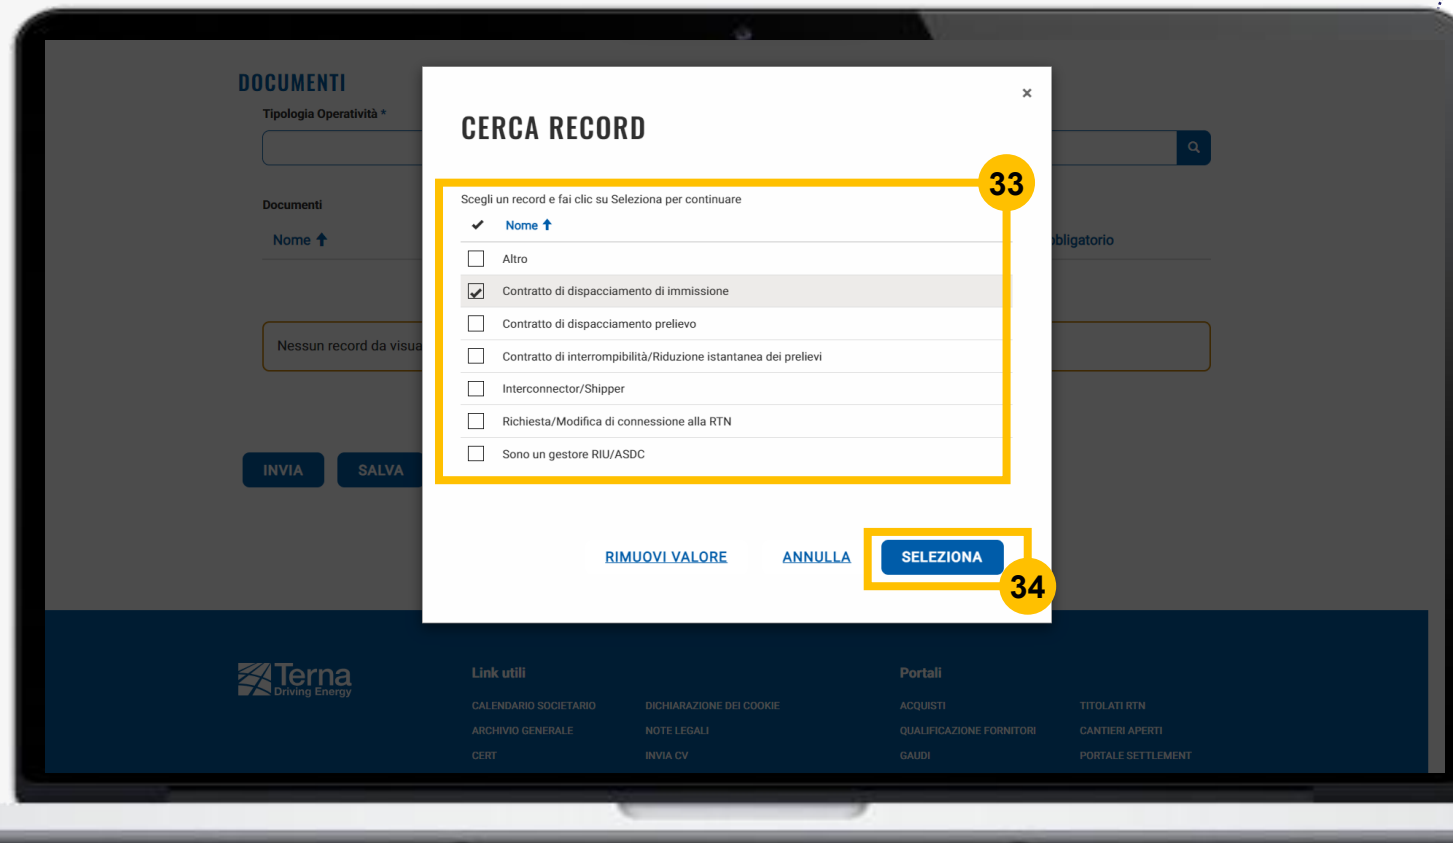 DOCUMENTI
Tipologia Operatività *
Documenti
Nome
bbligatorio
Nessun record da visua
INVIA
SALVA
×
CERCA RECORD
33
Scegli un record e fai clic su Seleziona per continuare
Nome
Altro
Contratto di dispacciamento di immissione
Contratto di dispacciamento prelievo
Contratto di interrompibilità/Riduzione istantanea dei prelievi
Interconnector/Shipper
Richiesta/Modifica di connessione alla RTN
Sono un gestore RIU/ASDC
RIMUOVI VALORE
ANNULLA
SELEZIONA
34
Terna
Driving Energy
Link utili
CALENDARIO SOCIETARIO
DICHIARAZIONE DEI COOKIE
ARCHIVIO GENERALE
NOTE LEGALI
CERT
INVIA CV
Portali
ACQUISTI
TITOLATI RTN
QUALIFICAZIONE FORNITORI
CANTIERI APERTI
GAUDI
PORTALE SETTLEMENT